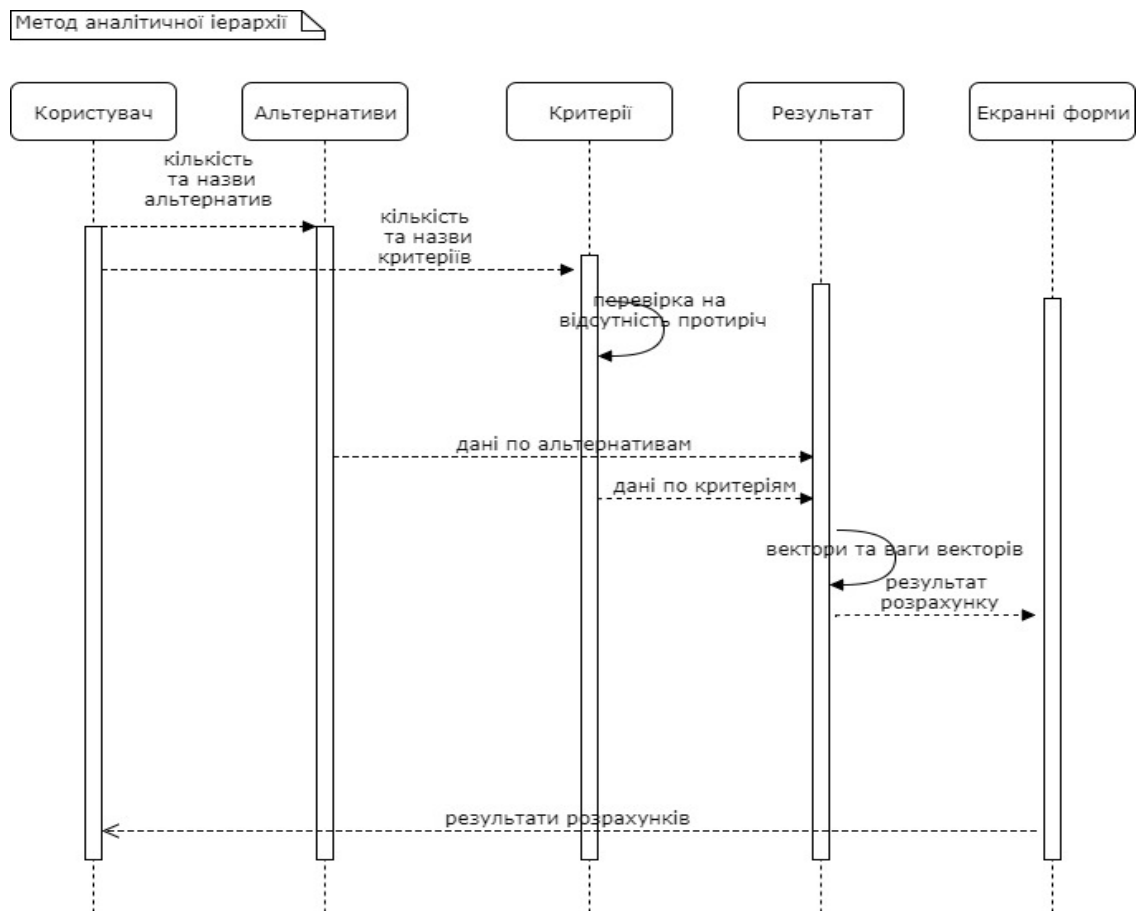 Метод аналітичної іерархії
Користувач
Альтернативи
Критерії
Результат
Екранні форми
кількість
та назви
альтернатив
кількість
та назви
критеріїв
перевірка на
відсутність протиріч
дані по альтернативам
дані по критеріям
вектори та ваги векторів
результат
розрахунку
результати розрахунків